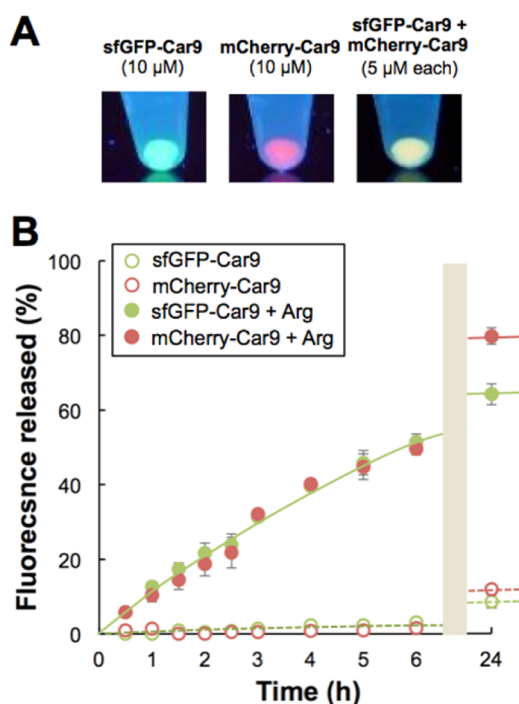 A
sfGFP-Car9
(10 µM)
mCherry-Car9
(10 µM)
sfGFP-Car9 +
mCherry-Car9
(5 µM each)
B
sfGFP-Car9
mCherry-Car9
sfGFP-Car9 + Arg
mCherry-Car9 + Arg
Fluorecsnce released (%)
100
80
60
40
20
0
0 1 2 3 4 5 6 24
Time (h)